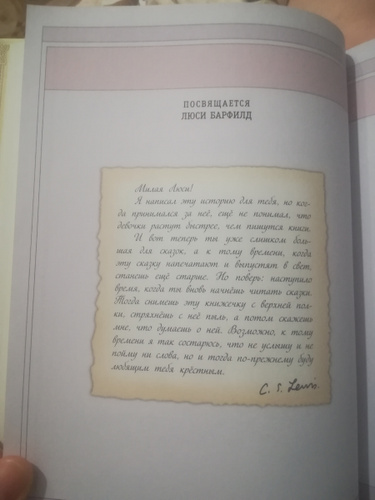 ПОСВЯЩАЕТСЯ
ЛЮСИ БАРФИЛД
Милая Люси!
Я написал эту историю для тебя, но ког-
да принимался за неё, ещё не понимал, что
девочки растут быстрее, чем пишутся книги.
И вот теперь ты уже слишком боль-
шая для сказок, а к тому времени, когда
эту сказку напечатают и выпустят в свет,
станешь ещё старше. Но поверь: наступило
время, когда ты вновь начнёшь читать сказки.
Тогда снимешь эту книжечку с верхней пол-
ки, стряхнёшь с неё пыль, а потом скажешь
мне, что думаешь о ней. Возможно, к тому
времени я так состарюсь, что не услышу и не
пойму ни слова, но и тогда по-прежнему буду
любящим тебя крёстным.
C. S. Lewis